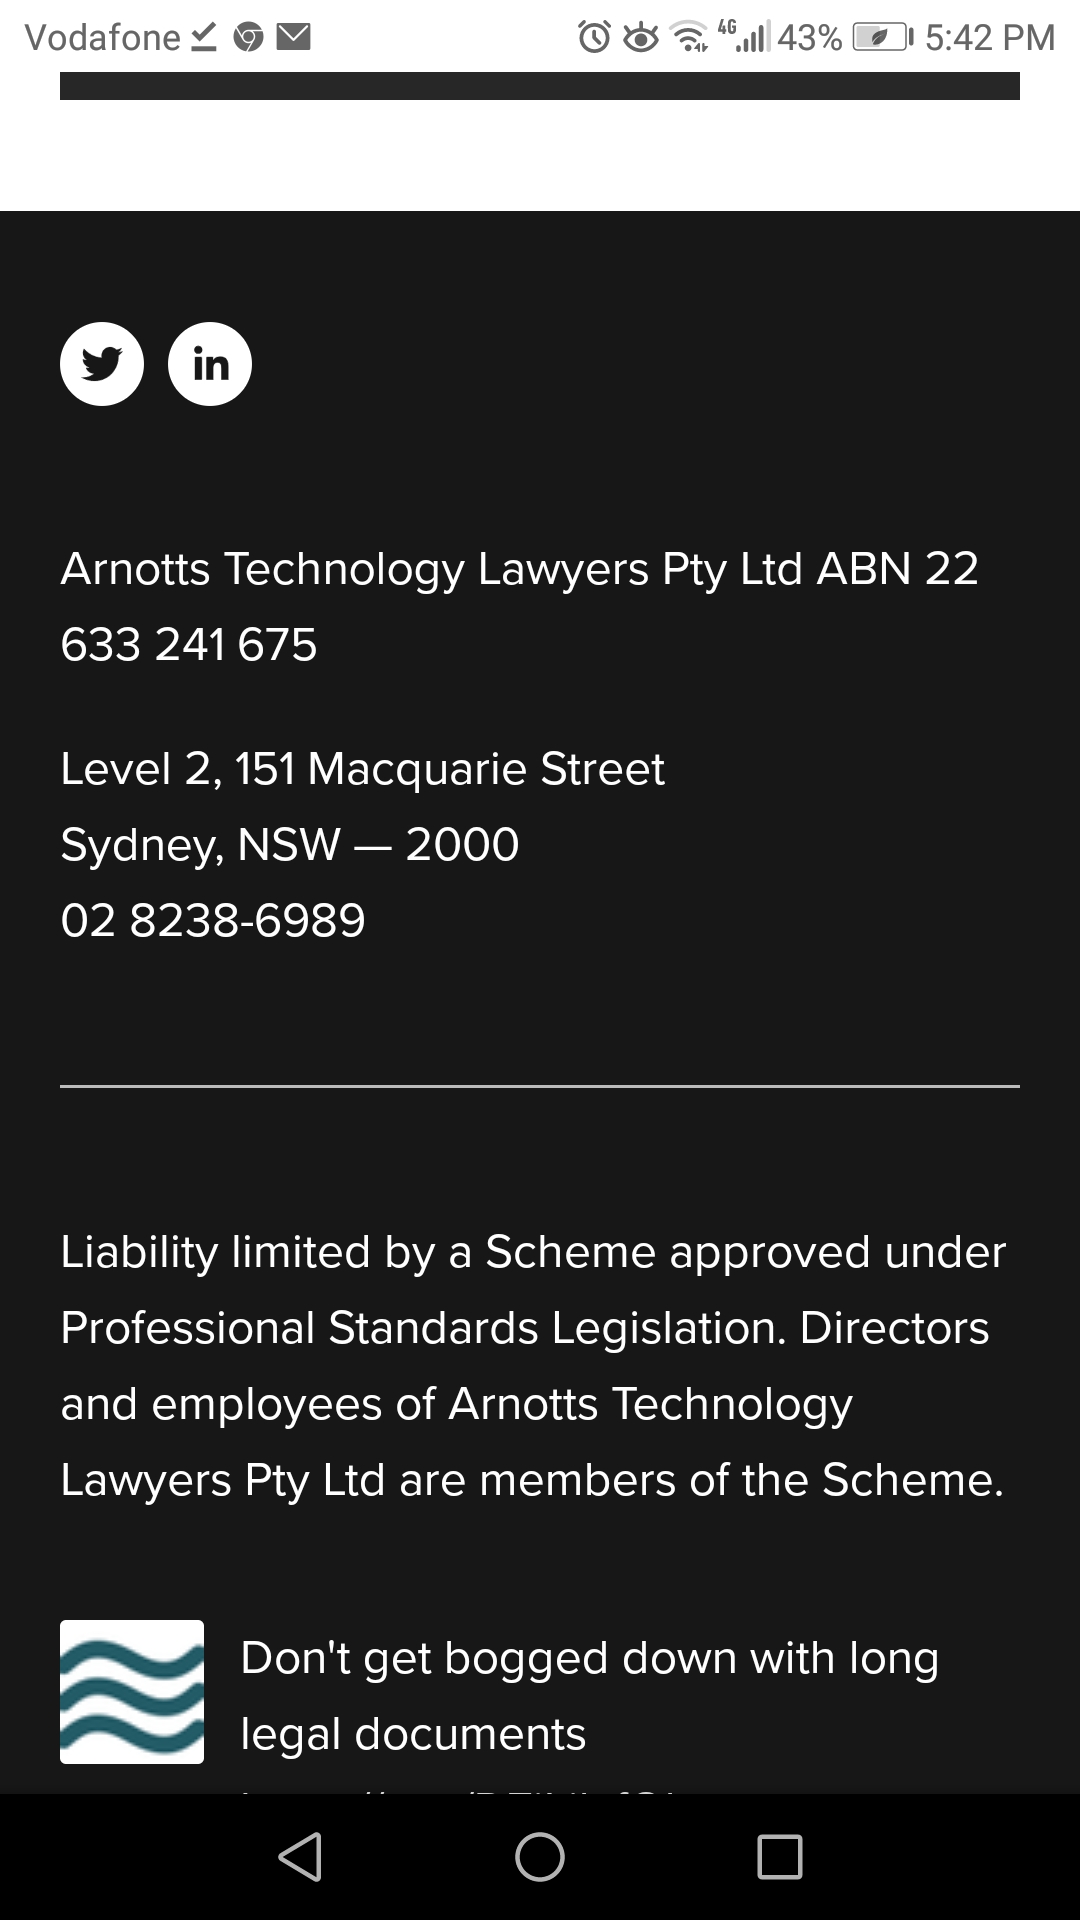 Vodafone 4G 43% 5:42 PM
in
Arnotts Technology Lawyers Pty Ltd ABN 22
633 241 675
Level 2, 151 Macquarie Street
Sydney, NSW — 2000
02 8238-6989
Liability limited by a Scheme approved under
Professional Standards Legislation. Directors
and employees of Arnotts Technology
Lawyers Pty Ltd are members of the Scheme.
Don't get bogged down with long
legal documents